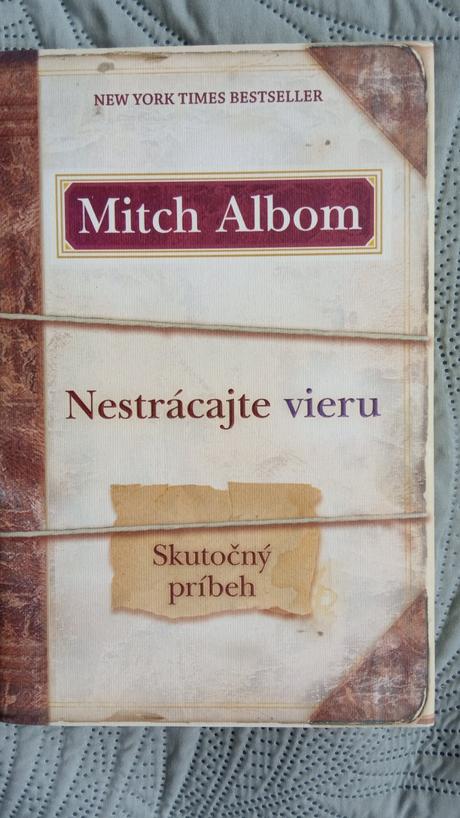 NEW YORK TIMES BESTSELLER
Mitch Albom
Nestrácajte vieru
Skutočný
príbeh